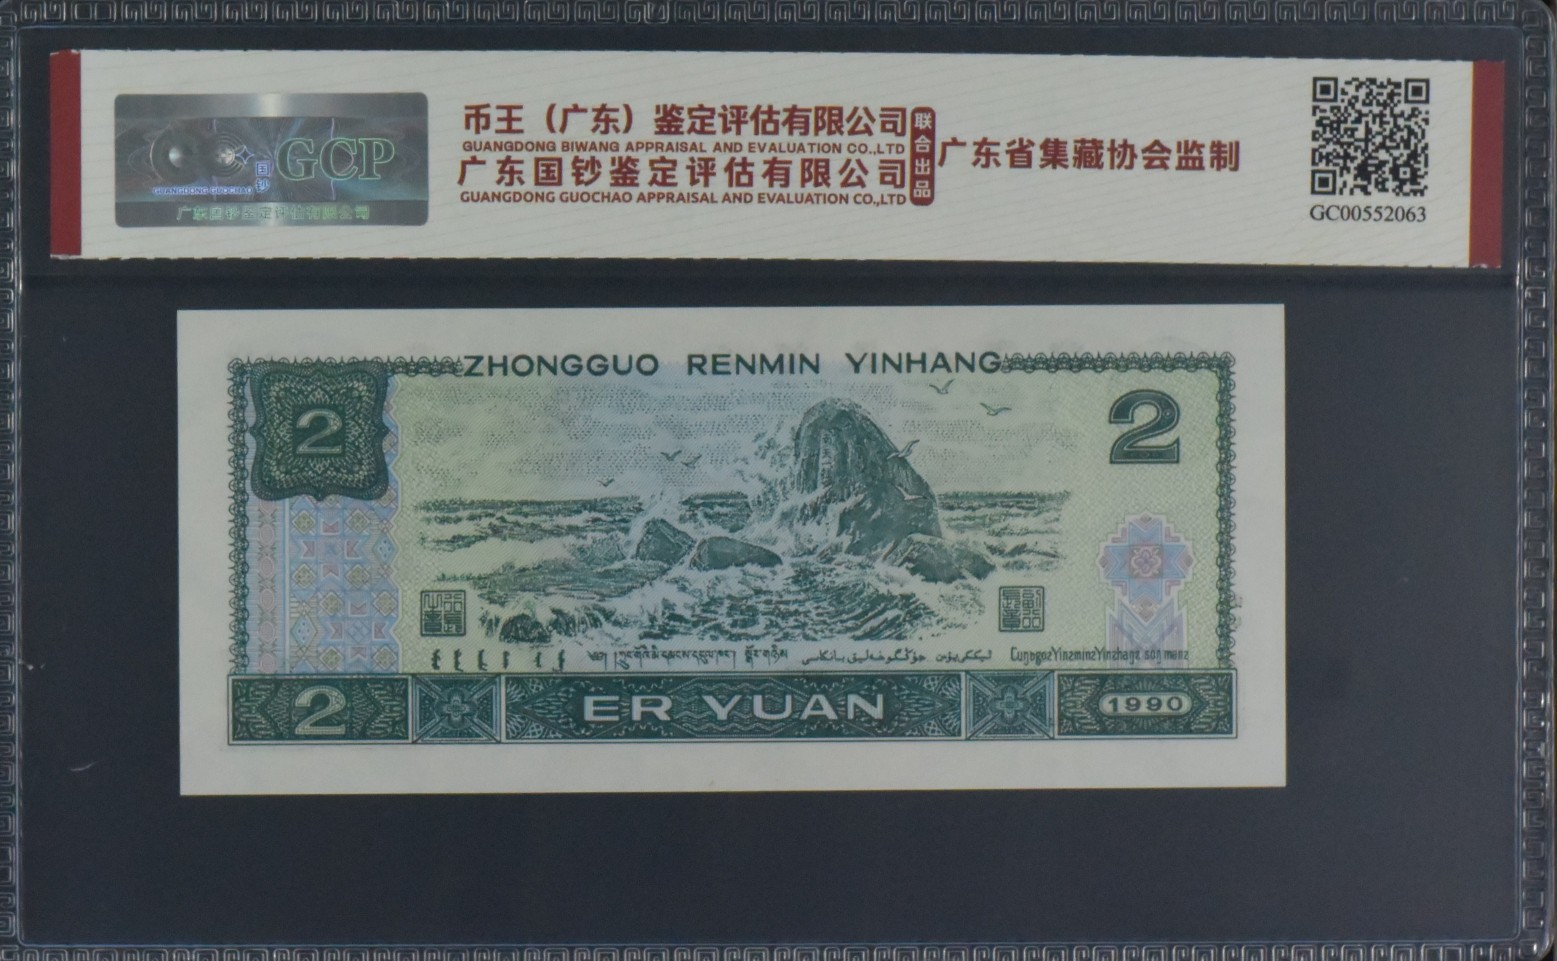 国钞
GCP
GUANGDONG GUOCHAO
广东国钞鉴定评估有限公司
币王（广东）鉴定评估有限公司
GUANGDONG BIWANG APPRAISAL AND EVALUATION CO.,LTD
广东国钞鉴定评估有限公司
GUANGDONG GUOCHAO APPRAISAL AND EVALUATION CO.,LTD
联合出品
广东省集藏协会监制
GC00552063
ZHONGGUO RENMIN YINHANG
2
2
2
ER YUAN
1990